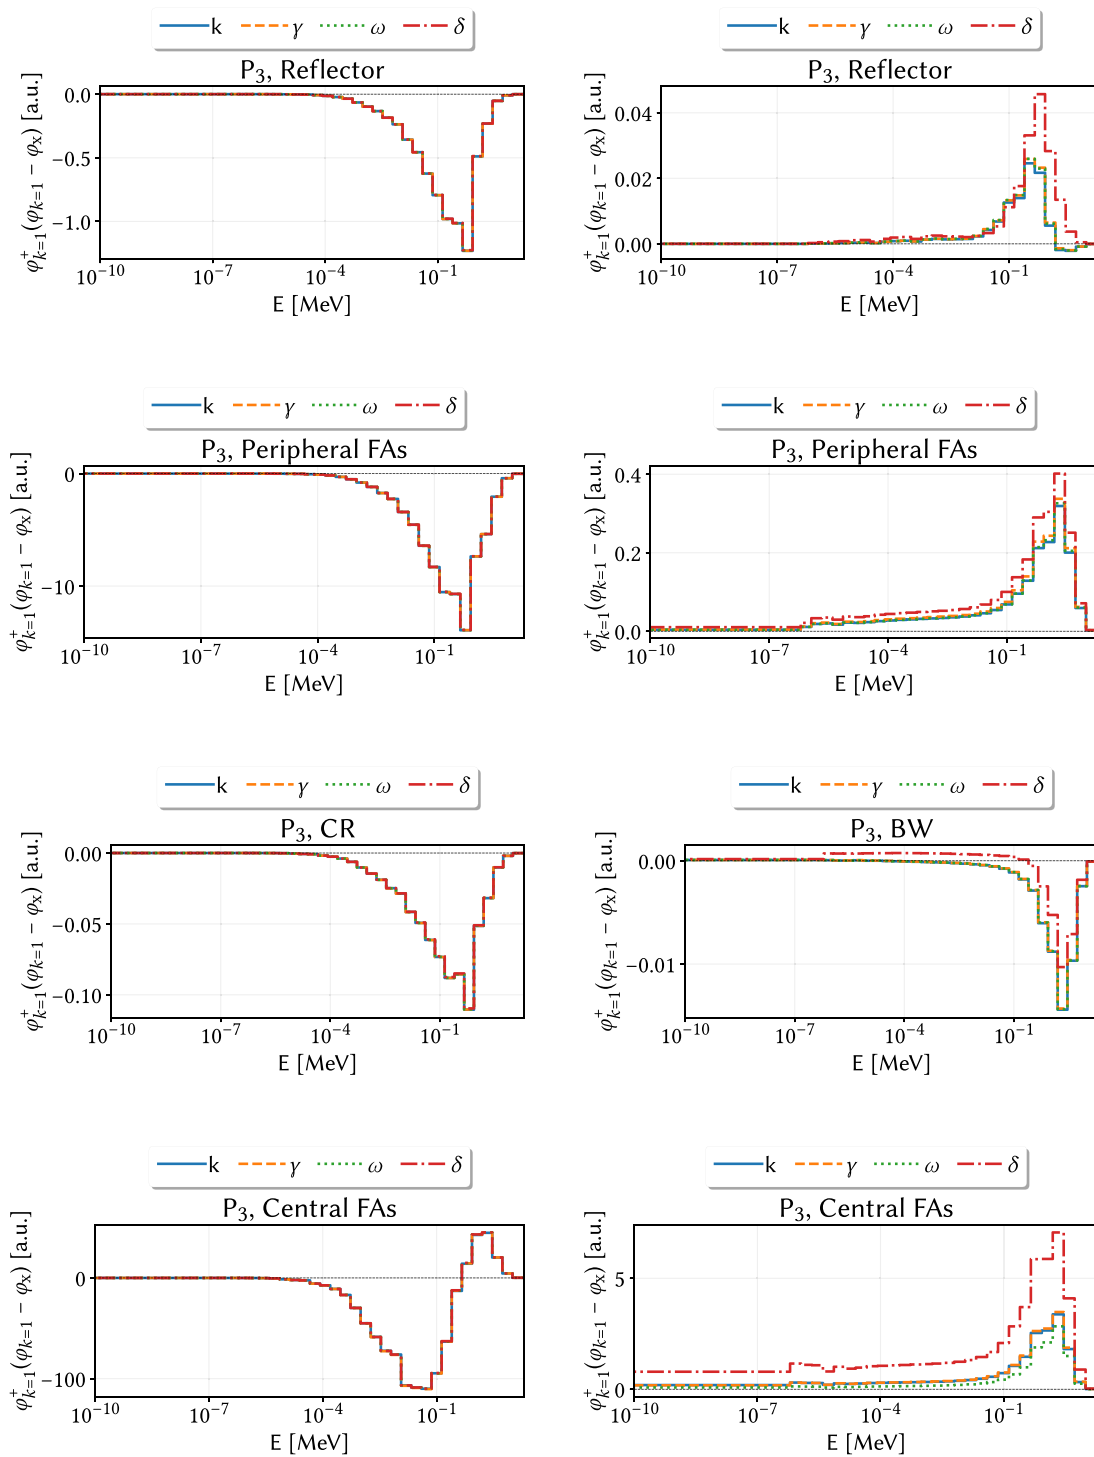 k γ ω δ
P₃, Reflector
φ⁺ₖ₌₁(φₖ₌₁ − φₓ) [a.u.]
0.0
−0.5
−1.0
10⁻¹⁰ 10⁻⁷ 10⁻⁴ 10⁻¹
E [MeV]
k γ ω δ
P₃, Reflector
φ⁺ₖ₌₁(φₖ₌₁ − φₓ) [a.u.]
0.04
0.02
0.00
10⁻¹⁰ 10⁻⁷ 10⁻⁴ 10⁻¹
E [MeV]
k γ ω δ
P₃, Peripheral FAs
φ⁺ₖ₌₁(φₖ₌₁ − φₓ) [a.u.]
0
−10
10⁻¹⁰ 10⁻⁷ 10⁻⁴ 10⁻¹
E [MeV]
k γ ω δ
P₃, Peripheral FAs
φ⁺ₖ₌₁(φₖ₌₁ − φₓ) [a.u.]
0.4
0.2
0.0
10⁻¹⁰ 10⁻⁷ 10⁻⁴ 10⁻¹
E [MeV]
k γ ω δ
P₃, CR
φ⁺ₖ₌₁(φₖ₌₁ − φₓ) [a.u.]
0.00
−0.05
−0.10
10⁻¹⁰ 10⁻⁷ 10⁻⁴ 10⁻¹
E [MeV]
k γ ω δ
P₃, BW
φ⁺ₖ₌₁(φₖ₌₁ − φₓ) [a.u.]
0.00
−0.01
10⁻¹⁰ 10⁻⁷ 10⁻⁴ 10⁻¹
E [MeV]
k γ ω δ
P₃, Central FAs
φ⁺ₖ₌₁(φₖ₌₁ − φₓ) [a.u.]
0
−100
10⁻¹⁰ 10⁻⁷ 10⁻⁴ 10⁻¹
E [MeV]
k γ ω δ
P₃, Central FAs
φ⁺ₖ₌₁(φₖ₌₁ − φₓ) [a.u.]
5
0
10⁻¹⁰ 10⁻⁷ 10⁻⁴ 10⁻¹
E [MeV]